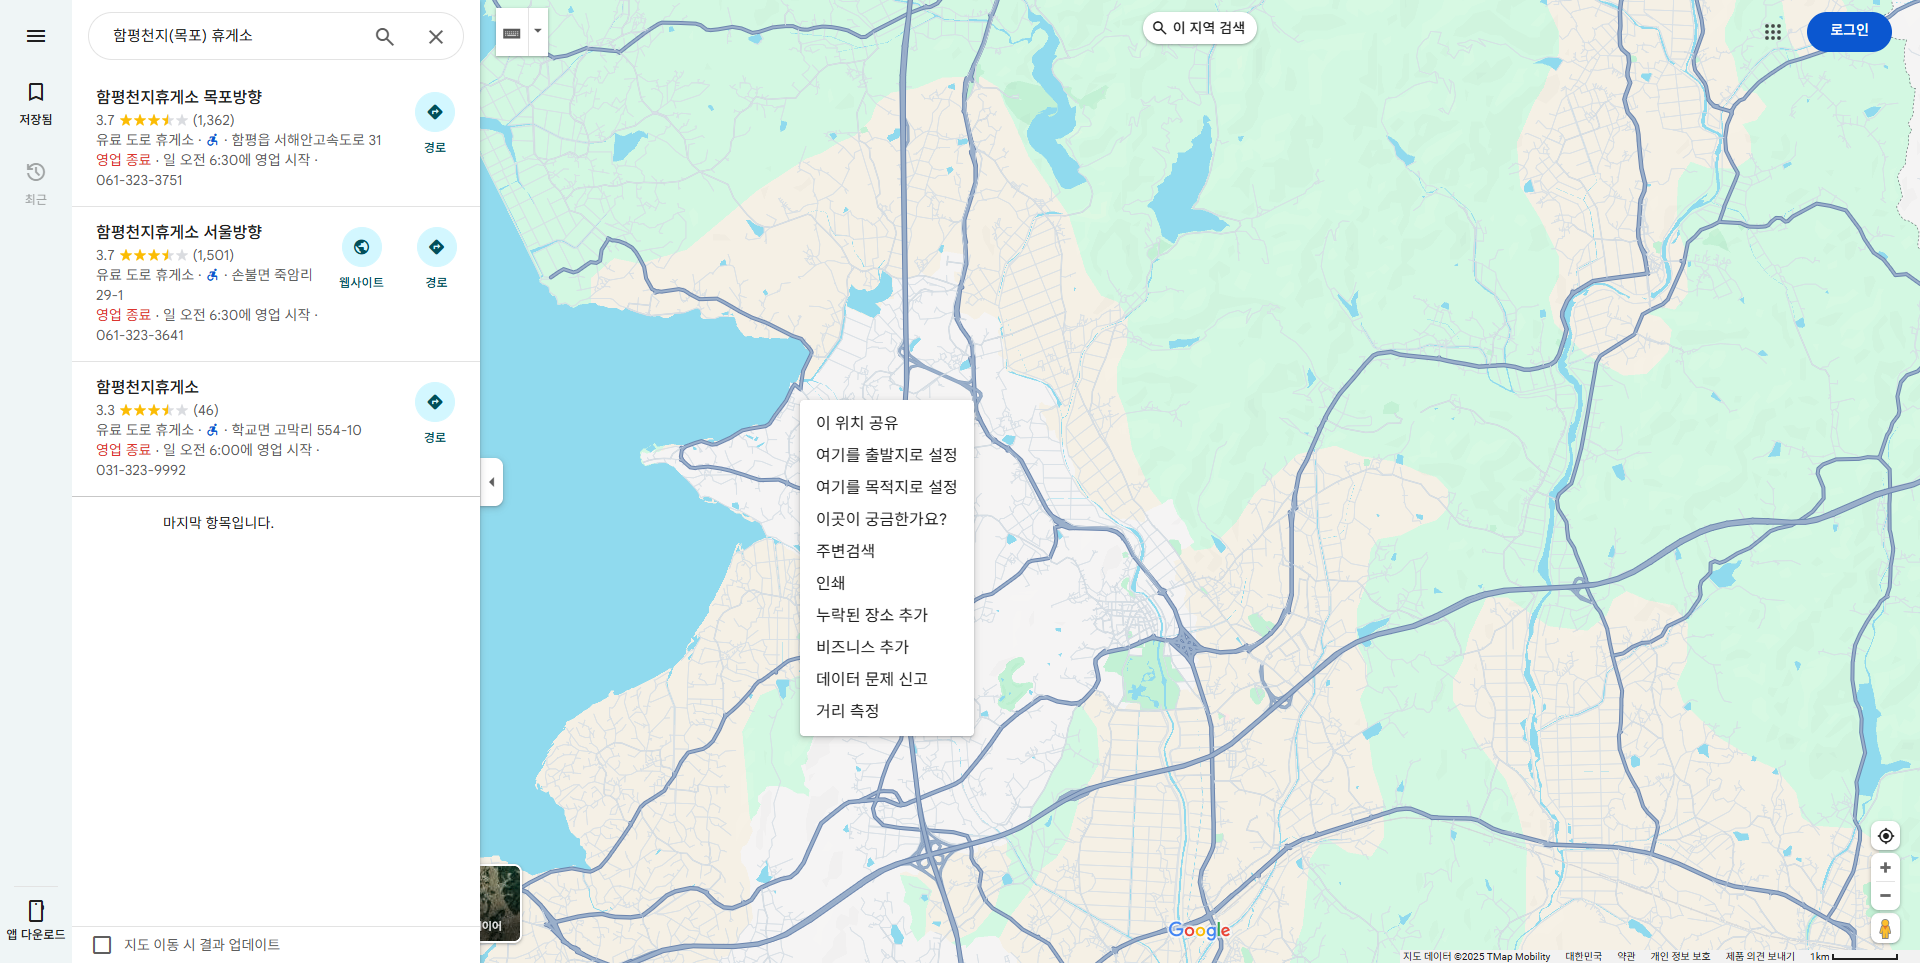 함평천지(목포) 휴게소
저장됨
최근
앱 다운로드
함평천지휴게소 목포방향
3.7 (1,362)
유료 도로 휴게소 · · 함평읍 서해안고속도로 31
영업 종료 · 일 오전 6:30에 영업 시작 ·
061-323-3751
경로
함평천지휴게소 서울방향
3.7 (1,501)
유료 도로 휴게소 · · 손불면 죽암리
29-1
영업 종료 · 일 오전 6:30에 영업 시작 ·
061-323-3641
웹사이트
경로
함평천지휴게소
3.3 (46)
유료 도로 휴게소 · · 학교면 고막리 554-10
영업 종료 · 일 오전 6:00에 영업 시작 ·
031-323-9992
경로
마지막 항목입니다.
지도 이동 시 결과 업데이트
이 지역 검색
로그인
이 위치 공유
여기를 출발지로 설정
여기를 목적지로 설정
이곳이 궁금한가요?
주변검색
인쇄
누락된 장소 추가
비즈니스 추가
데이터 문제 신고
거리 측정
이어
Google
지도 데이터 ©2025 TMap Mobility 대한민국 약관 개인 정보 보호 제품 의견 보내기 1km